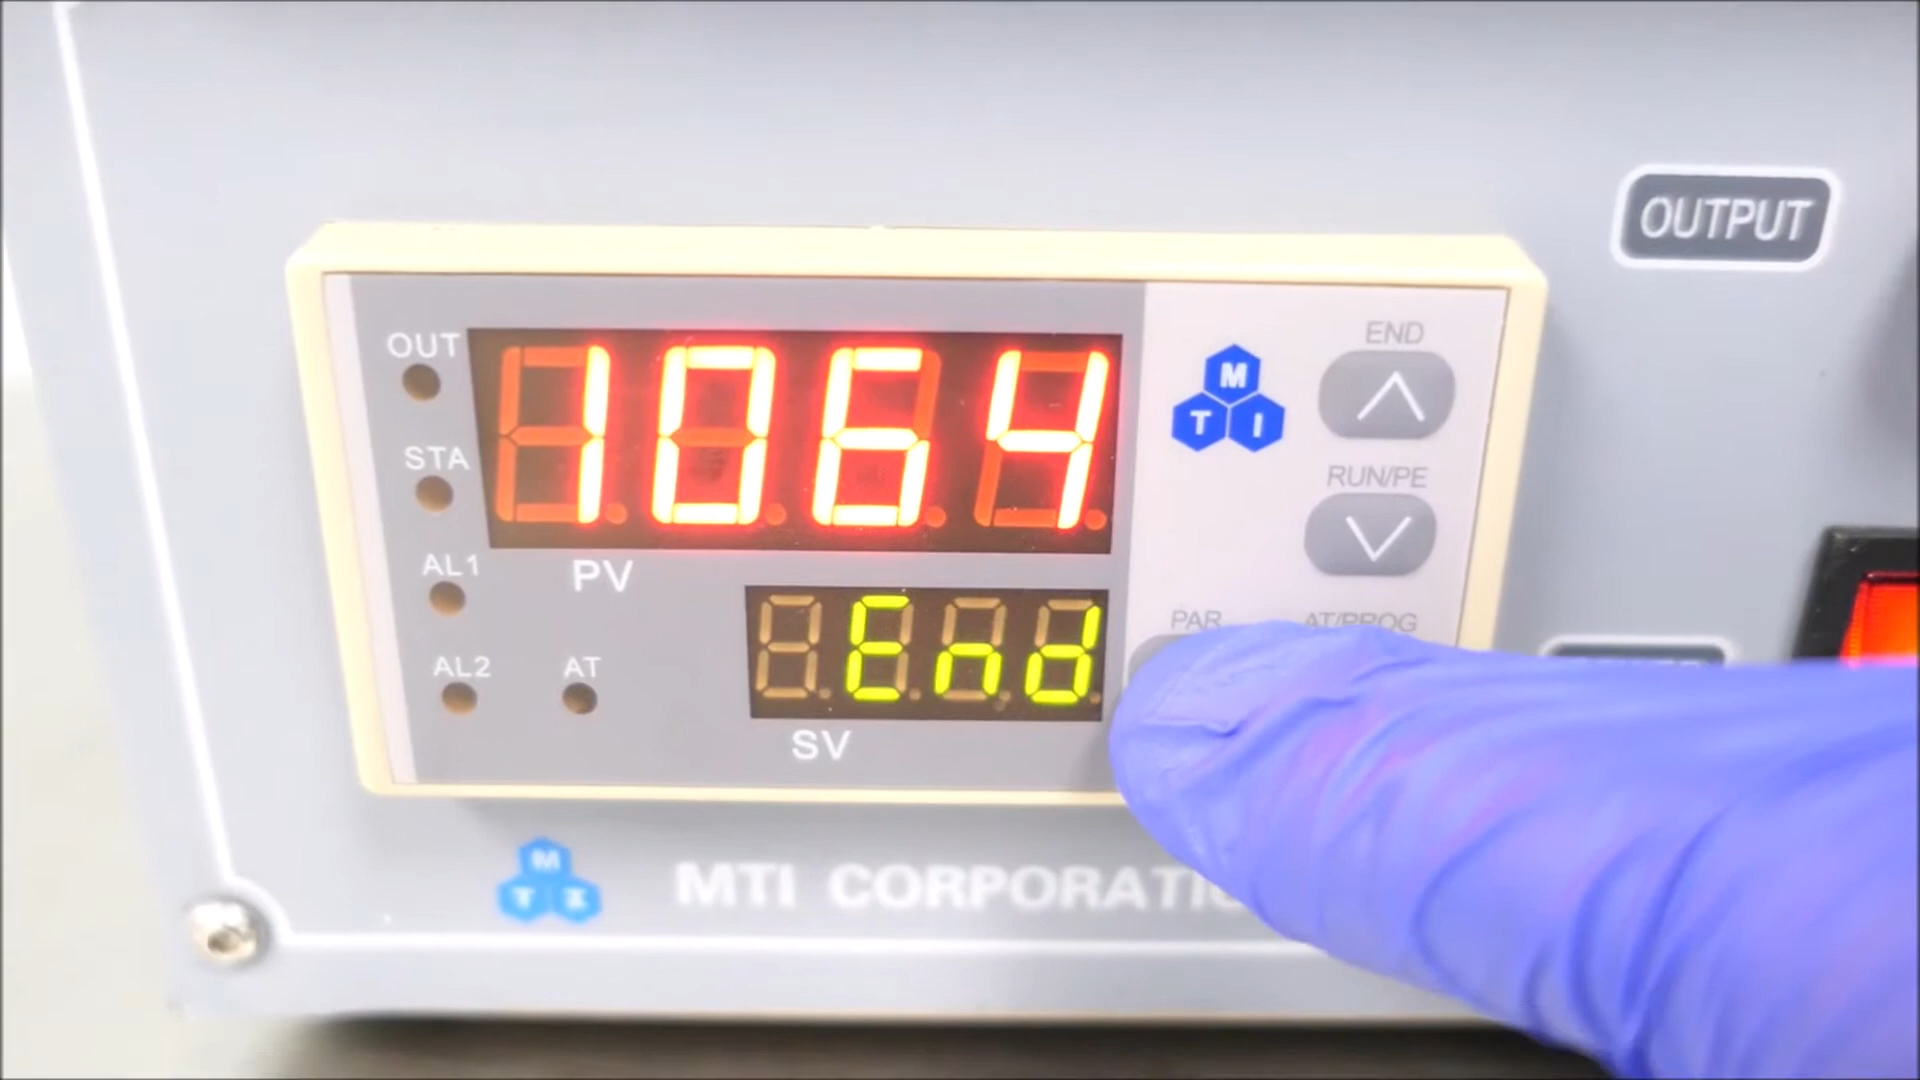 OUTPUT
END
OUT
1064
M
T I
RUN/PE
STA
AL1
PV
PAR AT/PROG
End
AL2 AT
SV
M
T I
MTI CORPORATI